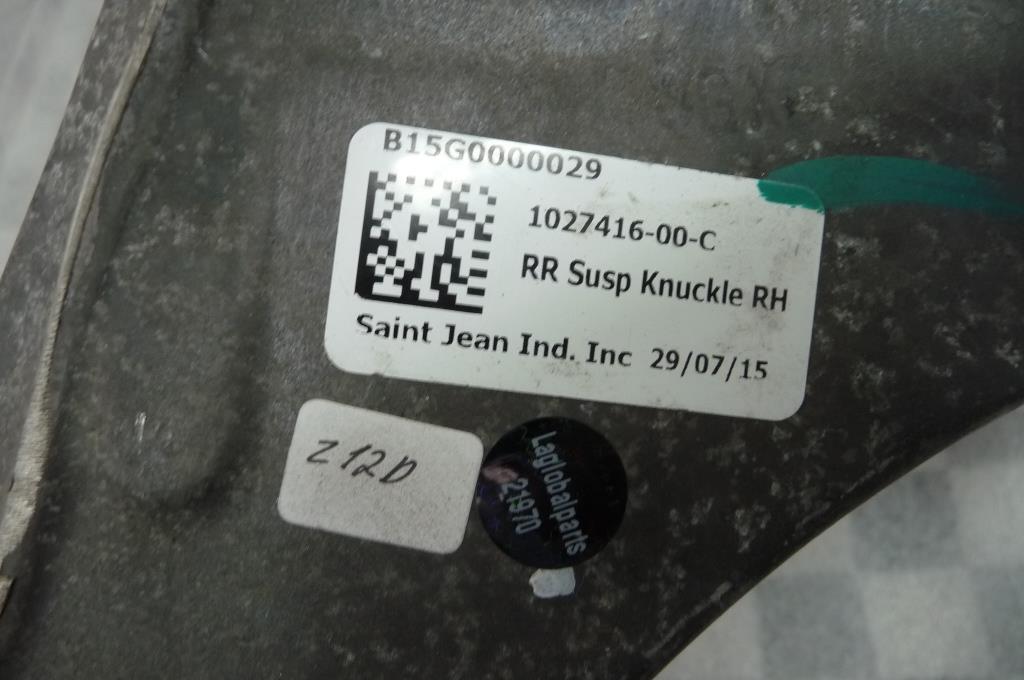 B15G0000029
1027416-00-C
RR Susp Knuckle RH
Saint Jean Ind. Inc 29/07/15
Z12D
Laglobalparts
21970